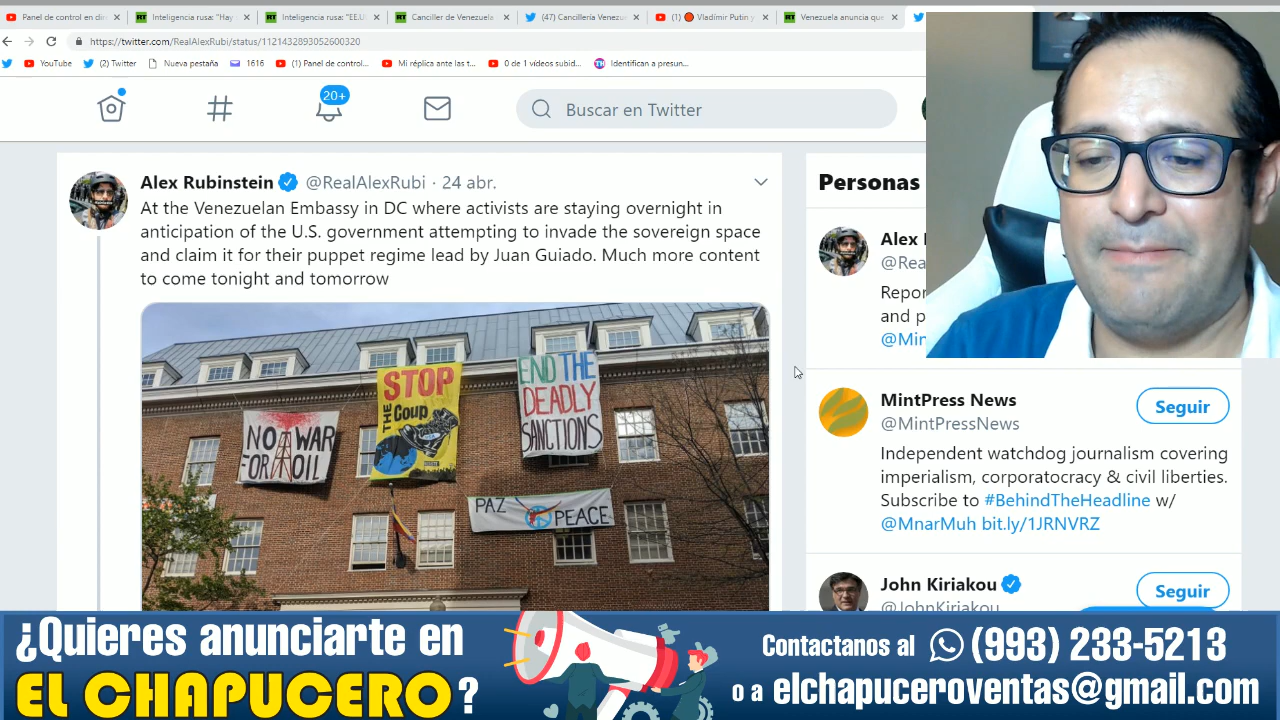 Panel de control en dir
Inteligencia rusa: "Hay
Inteligencia rusa: "EE.U
Canciller de Venezuela
(47) Cancillería Venezu
(1) Vladímir Putin y
Venezuela anuncia que
https://twitter.com/RealAlexRubi/status/1121432893052600320
YouTube
(2) Twitter
Nueva pestaña
1616
(1) Panel de control...
Mi réplica ante las t...
0 de 1 vídeos subid...
Identifican a presun...
20+
Buscar en Twitter
Alex Rubinstein @RealAlexRubi · 24 abr.
At the Venezuelan Embassy in DC where activists are staying overnight in
anticipation of the U.S. government attempting to invade the sovereign space
and claim it for their puppet regime lead by Juan Guiado. Much more content
to come tonight and tomorrow
NO WAR
FOR OIL
STOP
THE Coup
END THE
DEADLY
SANCTIONS
PAZ
PEACE
Personas
Alex
@Rea
Repor
and p
@Min
MintPress News
@MintPressNews
Seguir
Independent watchdog journalism covering
imperialism, corporatocracy & civil liberties.
Subscribe to #BehindTheHeadline w/
@MnarMuh bit.ly/1JRNVRZ
John Kiriakou
@JohnKiriakou
Seguir
¿Quieres anunciarte en
EL CHAPUCERO?
Contactanos al (993) 233-5213
o a elchapuceroventas@gmail.com